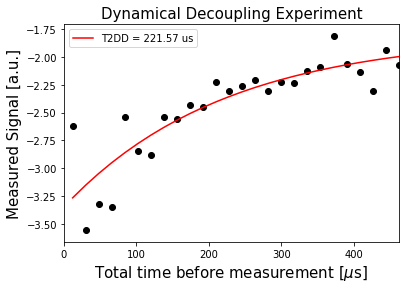 Dynamical Decoupling Experiment
T2DD = 221.57 us
Measured Signal [a.u.]
−1.75
−2.00
−2.25
−2.50
−2.75
−3.00
−3.25
−3.50
0 100 200 300 400
Total time before measurement [μs]